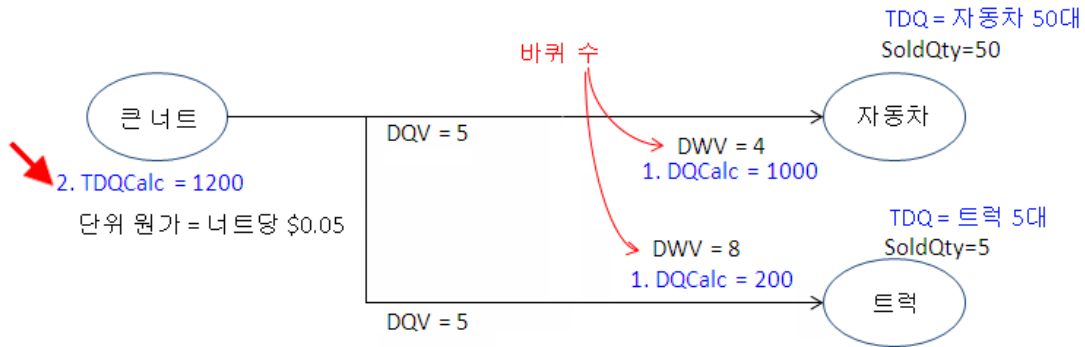 TDQ = 자동차 50대
SoldQty=50
바퀴 수
큰 너트
자동차
DQV = 5
DWV = 4
1. DQCalc = 1000
2. TDQCalc = 1200
단위 원가 = 너트당 $0.05
TDQ = 트럭 5대
SoldQty=5
DWV = 8
1. DQCalc = 200
트럭
DQV = 5